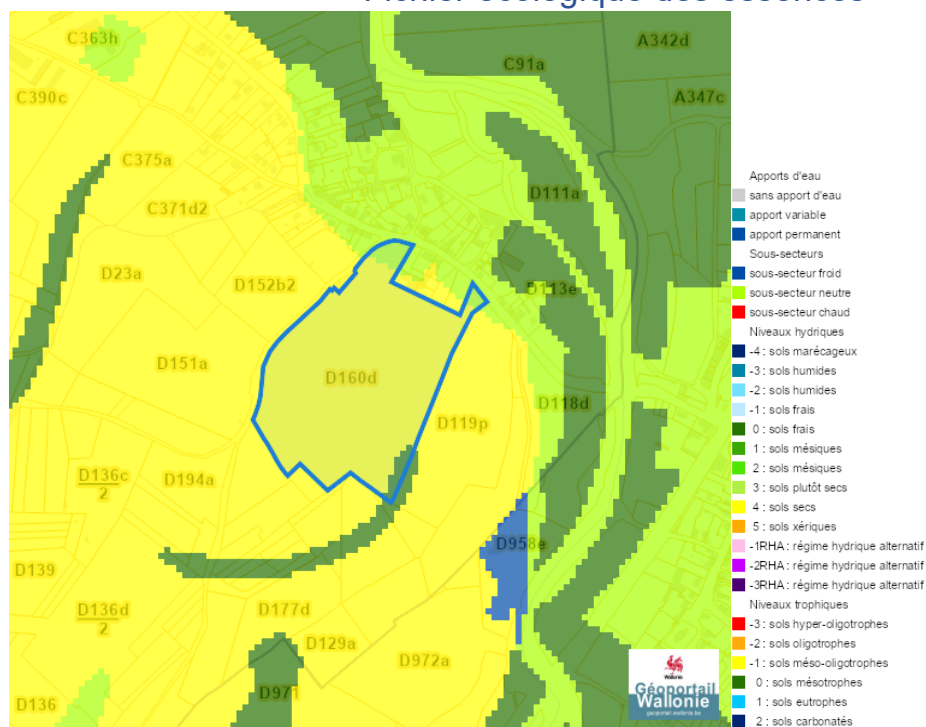 Fichier écologique des essences
C363h
A342d
C91a
C390c
A347c
C375a
D111a
C371d2
D23a
D152b2
D113e
D151a
D160d
D118d
D119p
D136c
2
D194a
D958e
D139
D136d
2
D177d
D129a
D972a
D971
D136
Apports d'eau
sans apport d'eau
apport variable
apport permanent
Sous-secteurs
sous-secteur froid
sous-secteur neutre
sous-secteur chaud
Niveaux hydriques
-4 : sols marécageux
-3 : sols humides
-2 : sols humides
-1 : sols frais
0 : sols frais
1 : sols mésiques
2 : sols mésiques
3 : sols plutôt secs
4 : sols secs
5 : sols xériques
-1RHA : régime hydrique alternatif
-2RHA : régime hydrique alternatif
-3RHA : régime hydrique alternatif
Niveaux trophiques
-3 : sols hyper-oligotrophes
-2 : sols oligotrophes
-1 : sols méso-oligotrophes
0 : sols mésotrophes
1 : sols eutrophes
2 : sols carbonatés
Wallonie
Géoportail
Wallonie
geoportail.wallonie.be